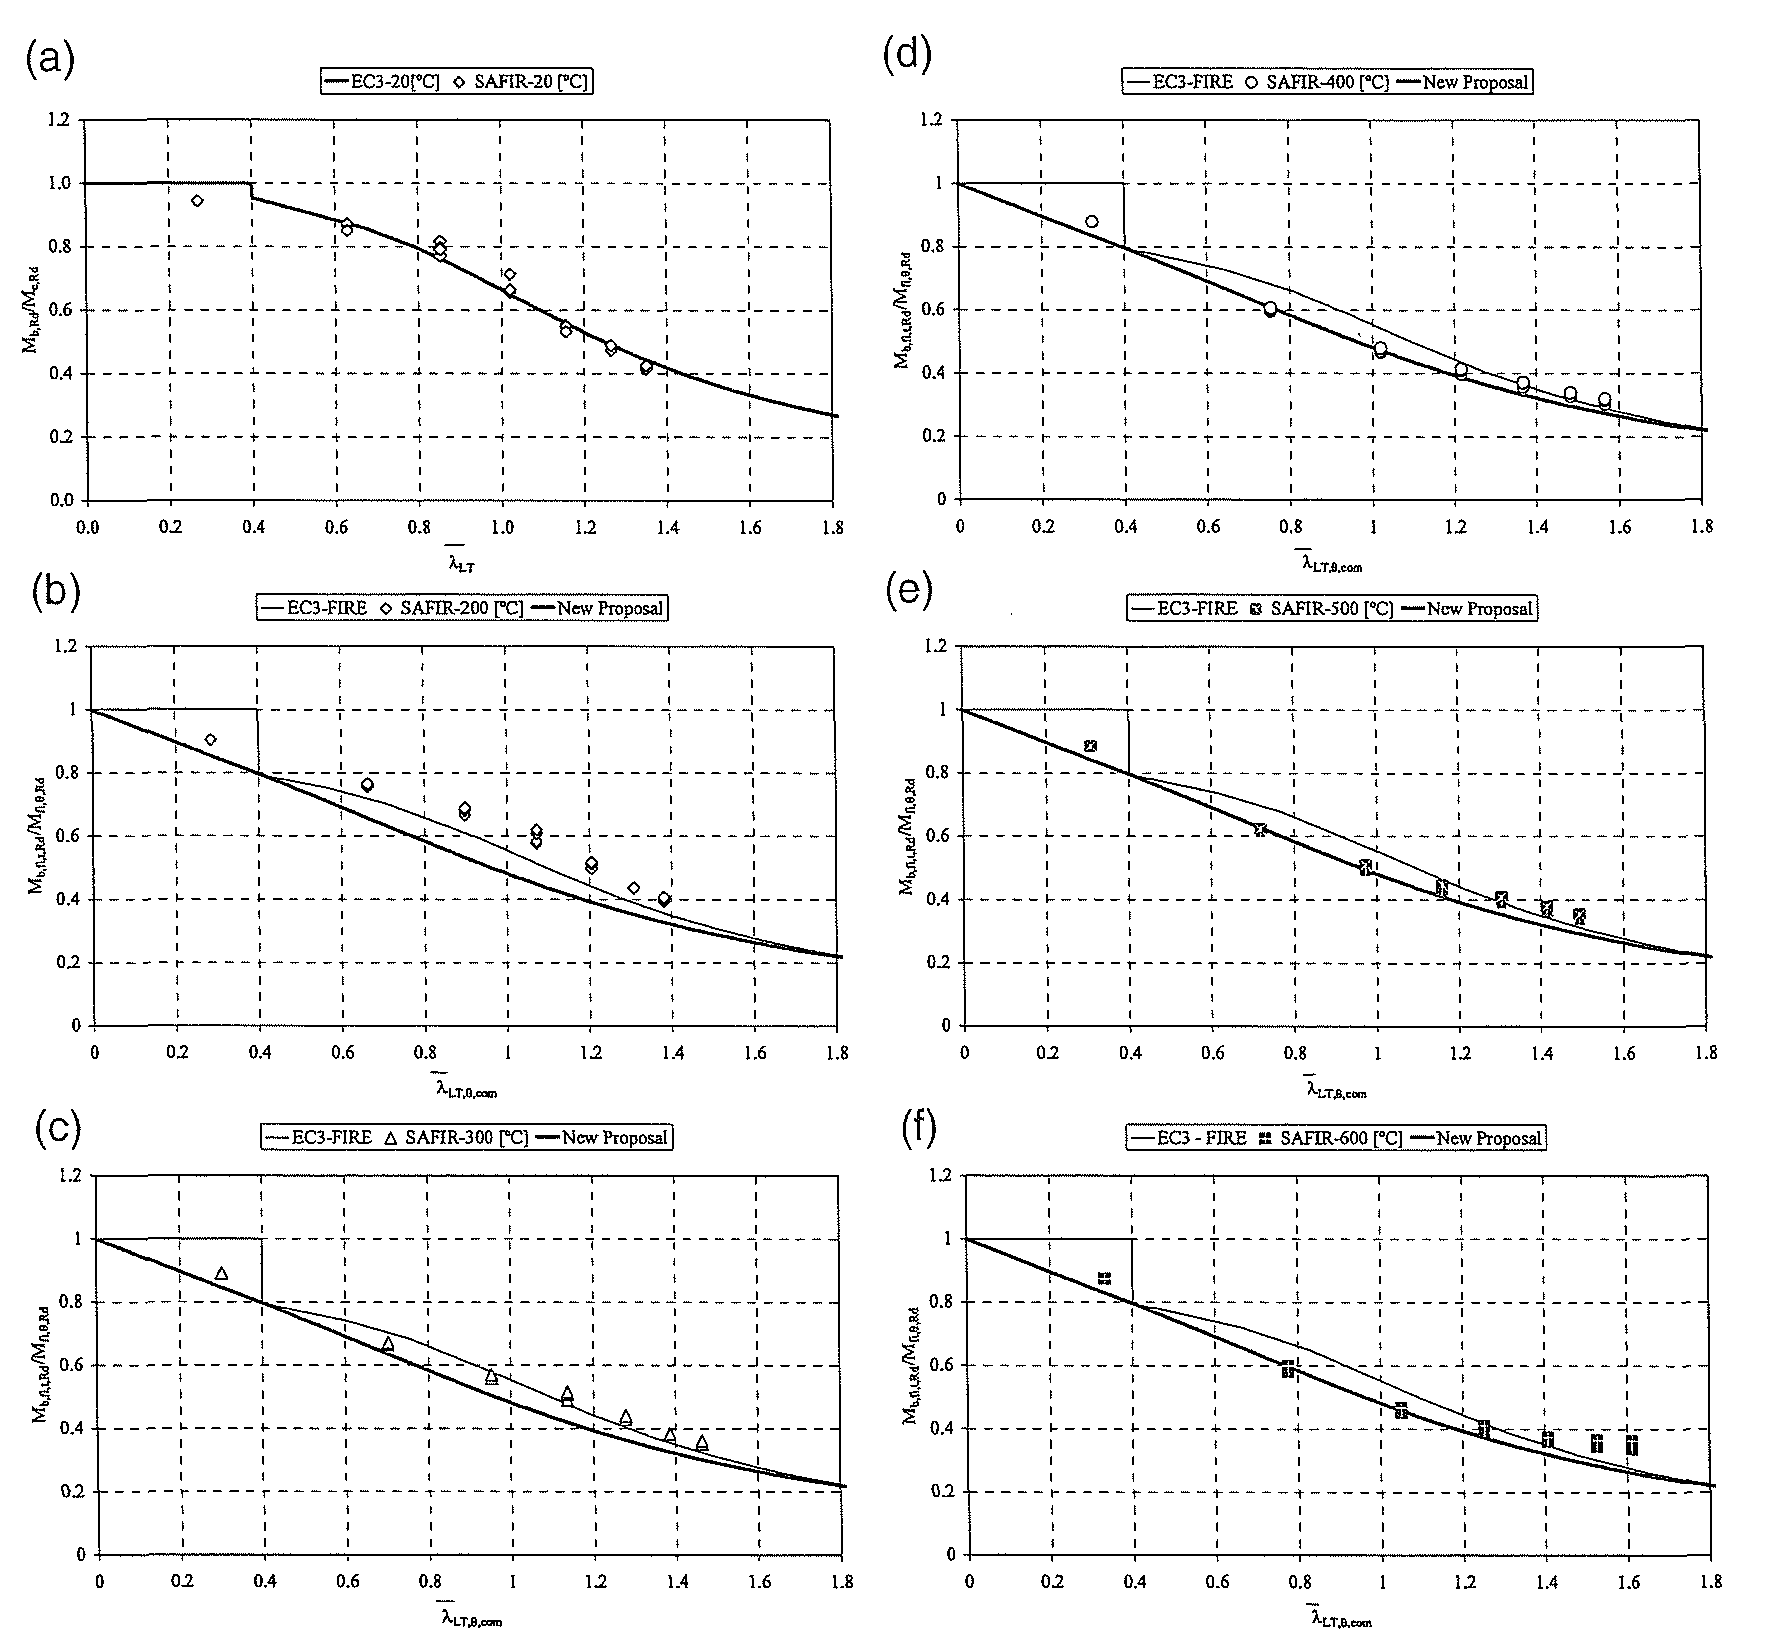 (a)
EC3-20[°C] SAFIR-20 [°C]
1.2
1.0
0.8
0.6
0.4
0.2
0.0
M_b,Rd/M_c,Rd
0.0 0.2 0.4 0.6 0.8 1.0 1.2 1.4 1.6 1.8
λ_LT
(b)
EC3-FIRE SAFIR-200 [°C] New Proposal
1.2
1
0.8
0.6
0.4
0.2
0
M_b,fi,t,Rd/M_fi,θ,Rd
0 0.2 0.4 0.6 0.8 1 1.2 1.4 1.6 1.8
λ_LT,θ,com
(c)
EC3-FIRE SAFIR-300 [°C] New Proposal
1.2
1
0.8
0.6
0.4
0.2
0
M_b,fi,t,Rd/M_fi,θ,Rd
0 0.2 0.4 0.6 0.8 1 1.2 1.4 1.6 1.8
λ_LT,θ,com
(d)
EC3-FIRE SAFIR-400 [°C] New Proposal
1.2
1
0.8
0.6
0.4
0.2
0
M_b,fi,t,Rd/M_fi,θ,Rd
0 0.2 0.4 0.6 0.8 1 1.2 1.4 1.6 1.8
λ_LT,θ,com
(e)
EC3-FIRE SAFIR-500 [°C] New Proposal
1.2
1
0.8
0.6
0.4
0.2
0
M_b,fi,t,Rd/M_fi,θ,Rd
0 0.2 0.4 0.6 0.8 1 1.2 1.4 1.6 1.8
λ_LT,θ,com
(f)
EC3 - FIRE SAFIR-600 [°C] New Proposal
1.2
1
0.8
0.6
0.4
0.2
0
M_b,fi,t,Rd/M_fi,θ,Rd
0 0.2 0.4 0.6 0.8 1 1.2 1.4 1.6 1.8
λ_LT,θ,com